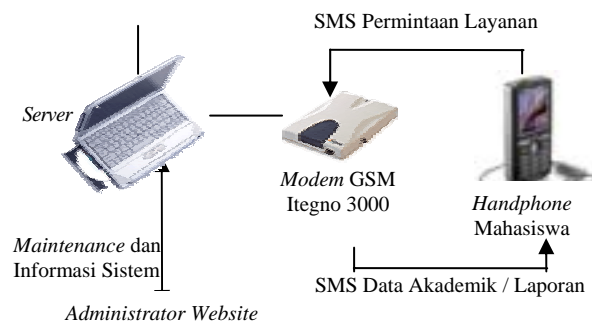 SMS Permintaan Layanan
Server
Modem GSM
Itegno 3000
Handphone
Mahasiswa
Maintenance dan
Informasi Sistem
SMS Data Akademik / Laporan
Administrator Website